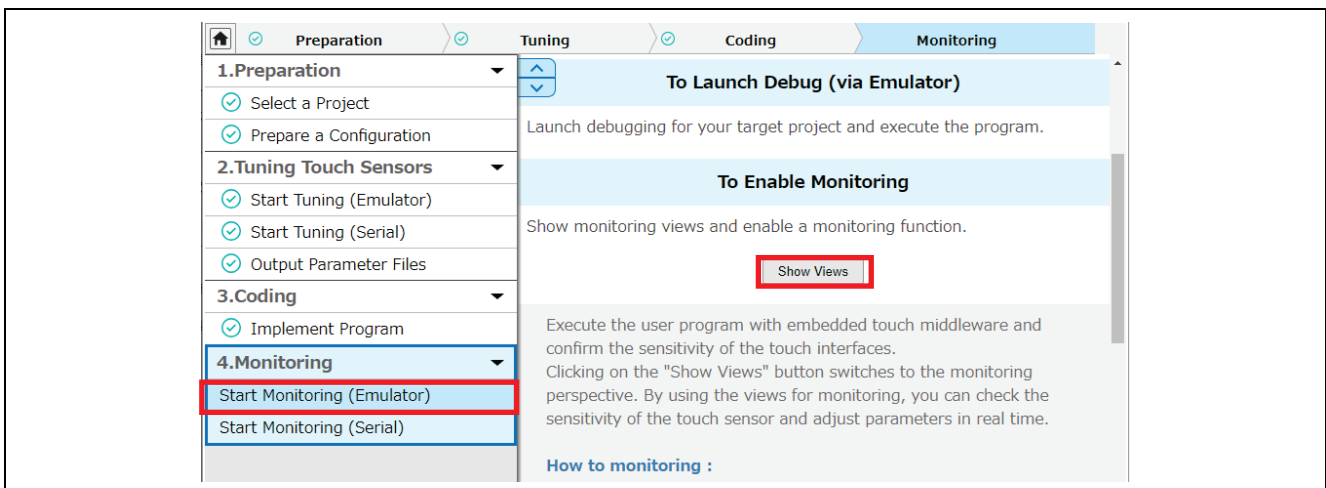 Preparation
Tuning
Coding
Monitoring
1.Preparation
Select a Project
Prepare a Configuration
2.Tuning Touch Sensors
Start Tuning (Emulator)
Start Tuning (Serial)
Output Parameter Files
3.Coding
Implement Program
4.Monitoring
Start Monitoring (Emulator)
Start Monitoring (Serial)
To Launch Debug (via Emulator)
Launch debugging for your target project and execute the program.
To Enable Monitoring
Show monitoring views and enable a monitoring function.
Show Views
Execute the user program with embedded touch middleware and
confirm the sensitivity of the touch interfaces.
Clicking on the "Show Views" button switches to the monitoring
perspective. By using the views for monitoring, you can check the
sensitivity of the touch sensor and adjust parameters in real time.
How to monitoring :